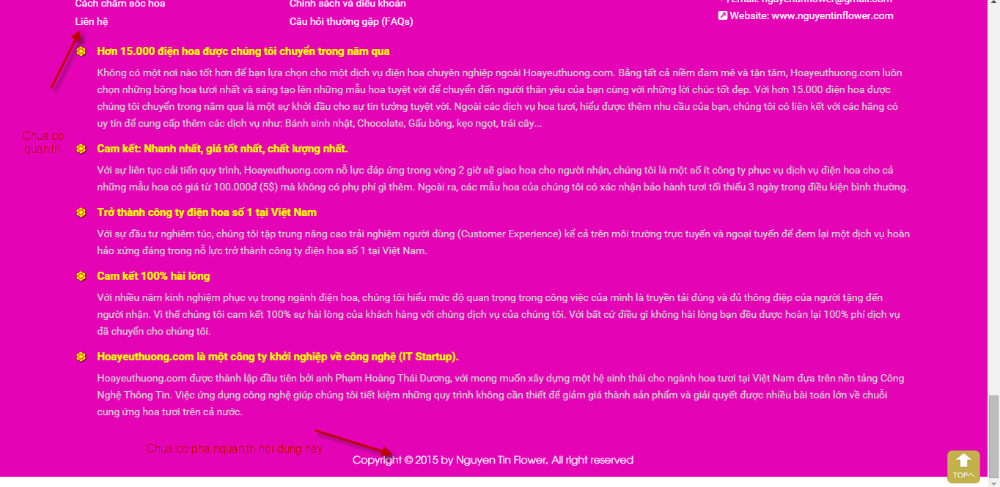 Cách chăm sóc hoa
Chính sách và điều khoản
Email: nguyentinflower@gmail.com
Liên hệ
Câu hỏi thường gặp (FAQs)
Website: www.nguyentinflower.com
Hơn 15.000 điện hoa được chúng tôi chuyển trong năm qua
Không có một nơi nào tốt hơn để bạn lựa chọn cho một dịch vụ điện hoa chuyên nghiệp ngoài Hoayeuthuong.com. Bằng tất cả niềm đam mê và tận tâm, Hoayeuthuong.com luôn
chọn những bông hoa tươi nhất và sáng tạo lên những mẫu hoa tuyệt vời để chuyển đến người thân yêu của bạn cùng với những lời chúc tốt đẹp. Với hơn 15.000 điện hoa được
chúng tôi chuyển trong năm qua là một sự khởi đầu cho sự tin tưởng tuyệt vời. Ngoài các dịch vụ hoa tươi, hiểu được thêm nhu cầu của bạn, chúng tôi có liên kết với các hãng có
uy tín để cung cấp thêm các dịch vụ như: Bánh sinh nhật, Chocolate, Gấu bông, kẹo ngọt, trái cây...
Chua co
quan tri
Cam kết: Nhanh nhất, giá tốt nhất, chất lượng nhất.
Với sự liên tục cải tiến quy trình, Hoayeuthuong.com nỗ lực đáp ứng trong vòng 2 giờ sẽ giao hoa cho người nhận, chúng tôi là một số ít công ty phục vụ dịch vụ điện hoa cho cả
những mẫu hoa có giá từ 100.000đ (5$) mà không có phụ phí gì thêm. Ngoài ra, các mẫu hoa của chúng tôi có xác nhận bảo hành tươi tối thiểu 3 ngày trong điều kiện bình thường.
Trở thành công ty điện hoa số 1 tại Việt Nam
Với sự đầu tư nghiêm túc, chúng tôi tập trung nâng cao trải nghiệm người dùng (Customer Experience) kể cả trên môi trường trực tuyến và ngoại tuyến để đem lại một dịch vụ hoàn
hảo xứng đáng trong nỗ lực trở thành công ty điện hoa số 1 tại Việt Nam.
Cam kết 100% hài lòng
Với nhiều năm kinh nghiệm phục vụ trong ngành điện hoa, chúng tôi hiểu mức độ quan trọng trong công việc của mình là truyền tải đúng và đủ thông điệp của người tặng đến
người nhận. Vì thế chúng tôi cam kết 100% sự hài lòng của khách hàng với chúng dịch vụ của chúng tôi. Với bất cứ điều gì không hài lòng bạn đều được hoàn lại 100% phí dịch vụ
đã chuyển cho chúng tôi.
Hoayeuthuong.com là một công ty khởi nghiệp về công nghệ (IT Startup).
Hoayeuthuong.com được thành lập đầu tiên bởi anh Phạm Hoàng Thái Dương, với mong muốn xây dựng một hệ sinh thái cho ngành hoa tươi tại Việt Nam đựa trên nền tảng Công
Nghệ Thông Tin. Việc ứng dụng công nghệ giúp chúng tôi tiết kiệm những quy trình không cần thiết để giảm giá thành sản phẩm và giải quyết được nhiều bài toán lớn về chuỗi
cung ứng hoa tươi trên cả nước.
Chua co pha nquan tri noi dung nay
Copyright © 2015 by Nguyen Tin Flower, All right reserved
TOP